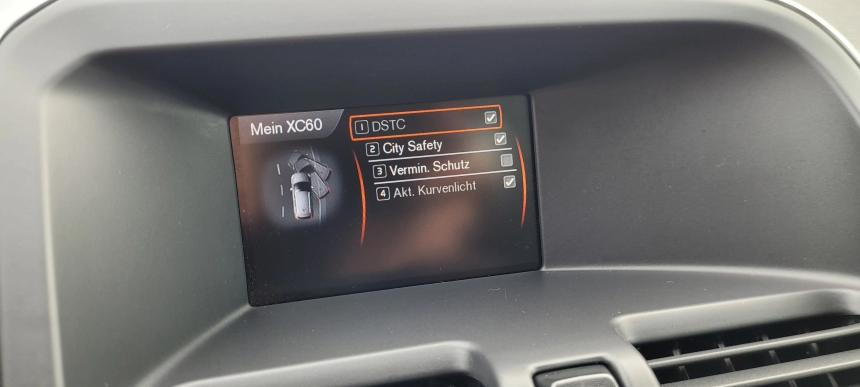 Mein XC60
1 DSTC
2 City Safety
3 Vermin. Schutz
4 Akt. Kurvenlicht